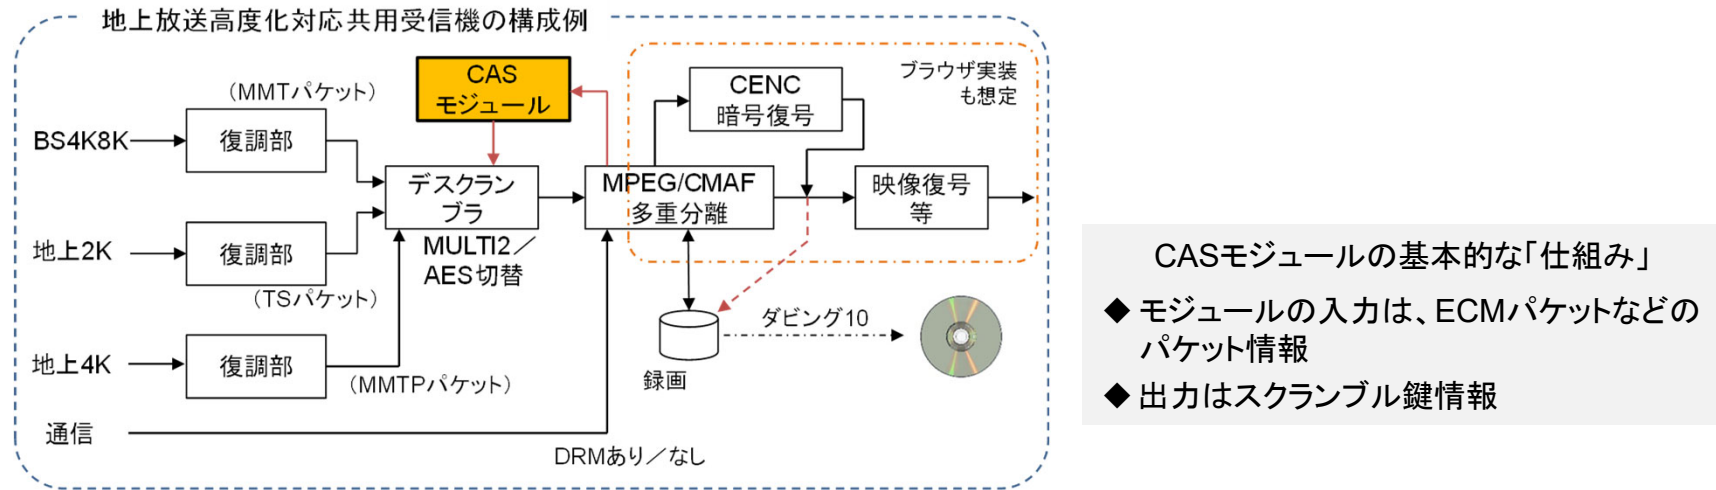 地上放送高度化対応共用受信機の構成例
CAS
モジュール
CENC
暗号復号
ブラウザ実装
も想定
(MMTパケット)
BS4K8K
復調部
デスクラン
ブラ
MPEG/CMAF
多重分離
映像復号
等
MULTI2/
AES切替
地上2K
復調部
(TSパケット)
ダビング10
録画
地上4K
復調部
(MMTPパケット)
通信
DRMあり/なし
CASモジュールの基本的な「仕組み」
◆ モジュールの入力は、ECMパケットなどの
パケット情報
◆ 出力はスクランブル鍵情報